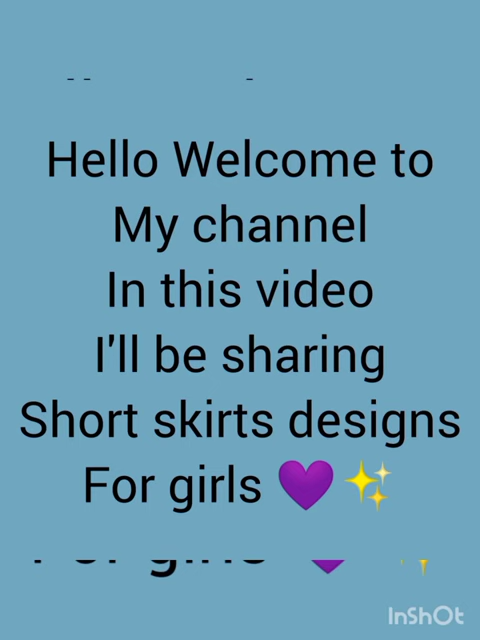 Hello Welcome to
My channel
In this video
I'll be sharing
Short skirts designs
For girls 💜✨
InShOt